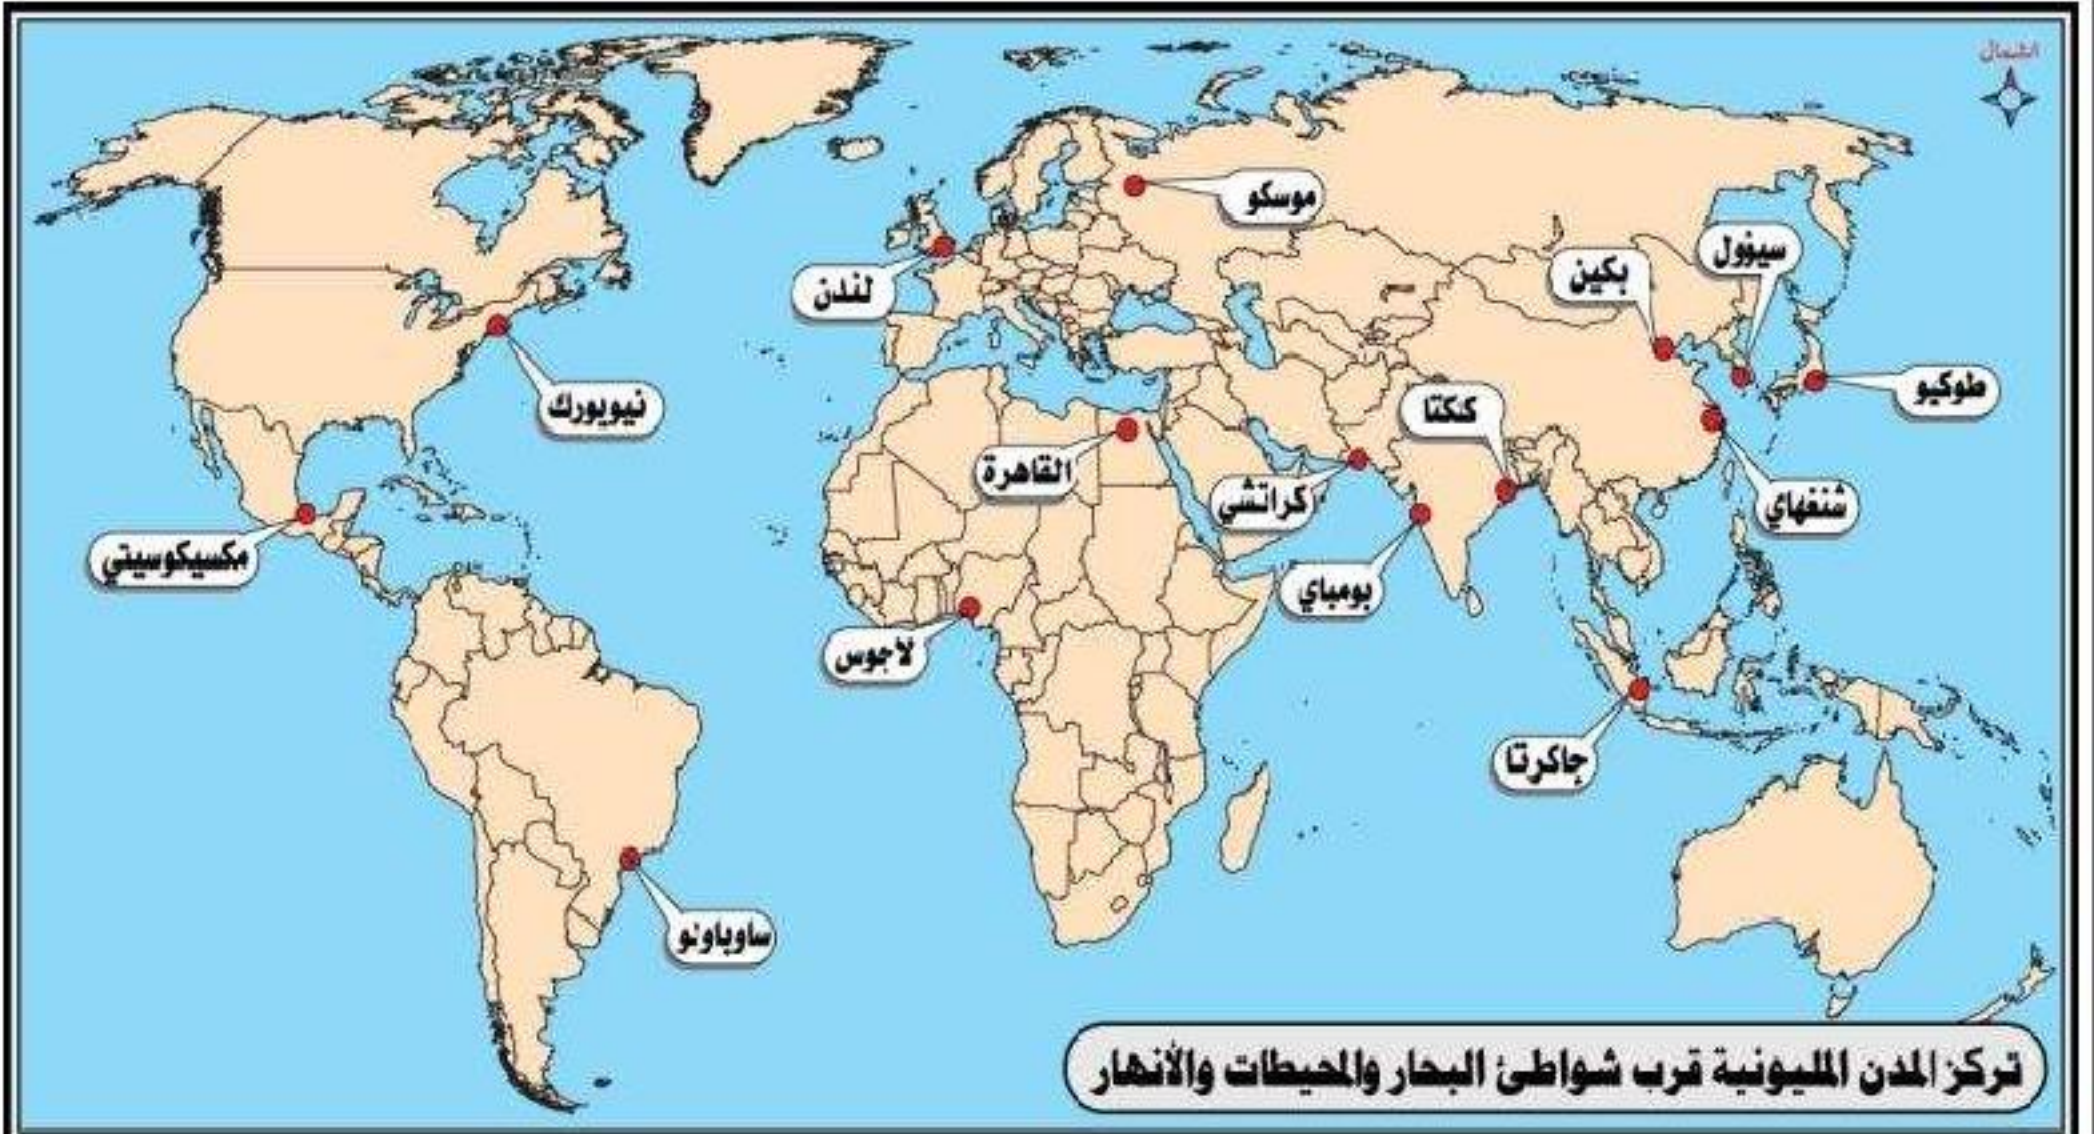 الشمال
موسكو
سيؤول
لندن
بكين
طوكيو
نيويورك
كلكتا
القاهرة
كراتشي
شنغهاي
مكسيكوسيتي
بومباي
لاجوس
جاكرتا
ساوباولو
تركز المدن المليونية قرب شواطئ البحار والمحيطات والأنهار